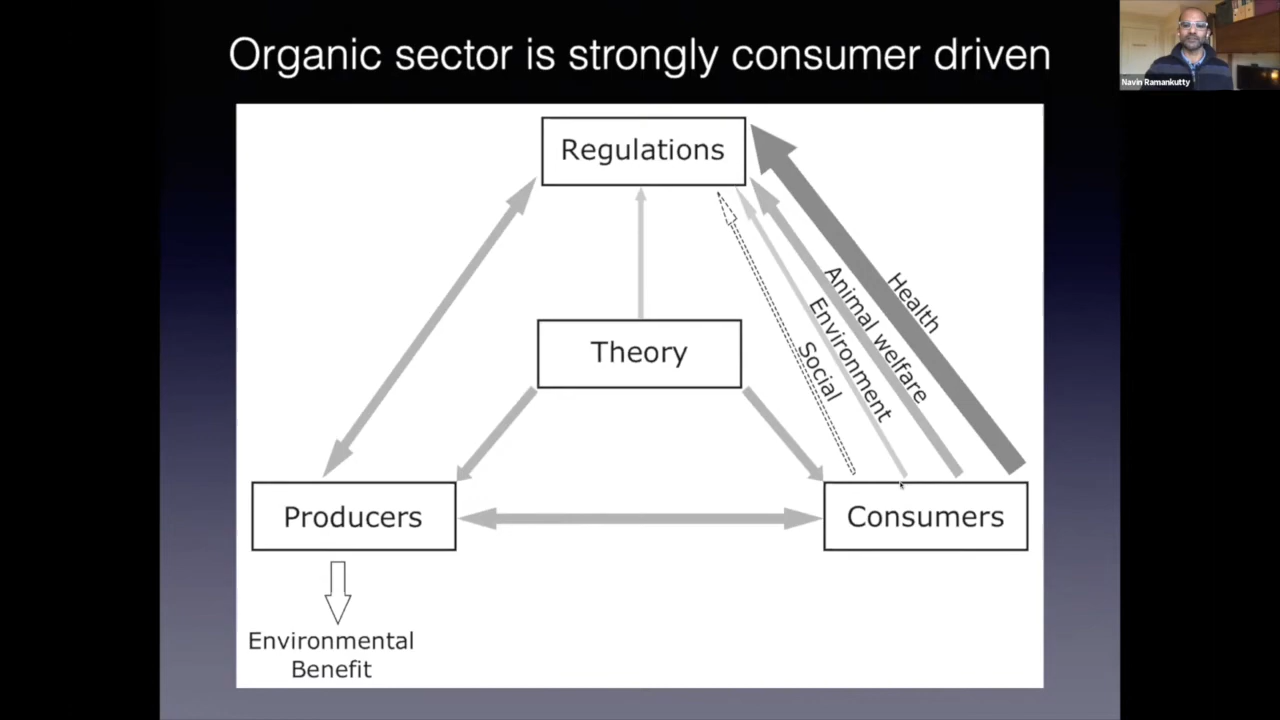 Organic sector is strongly consumer driven
Navin Ramankutty
Regulations
Theory
Health
Animal welfare
Environment
Social
Producers
Consumers
Environmental
Benefit